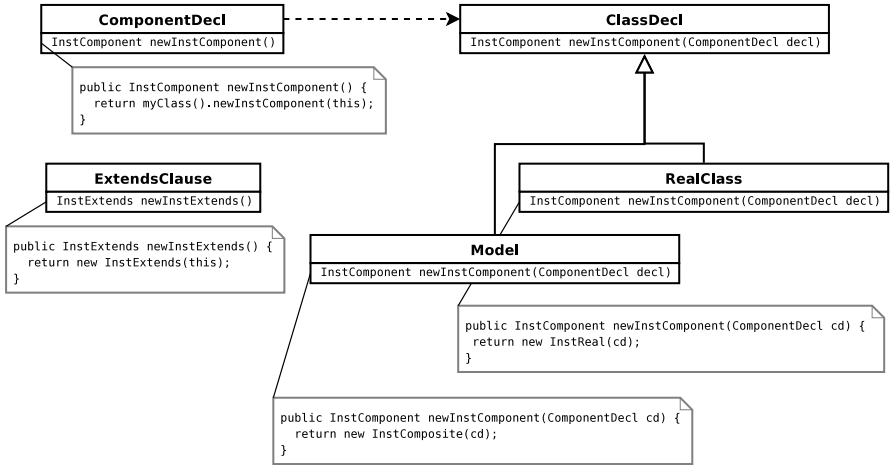 ComponentDecl
InstComponent newInstComponent()
ClassDecl
InstComponent newInstComponent(ComponentDecl decl)
public InstComponent newInstComponent() {
return myClass().newInstComponent(this);
}
ExtendsClause
InstExtends newInstExtends()
RealClass
InstComponent newInstComponent(ComponentDecl decl)
public InstExtends newInstExtends() {
return new InstExtends(this);
}
Model
InstComponent newInstComponent(ComponentDecl decl)
public InstComponent newInstComponent(ComponentDecl cd) {
return new InstReal(cd);
}
public InstComponent newInstComponent(ComponentDecl cd) {
return new InstComposite(cd);
}